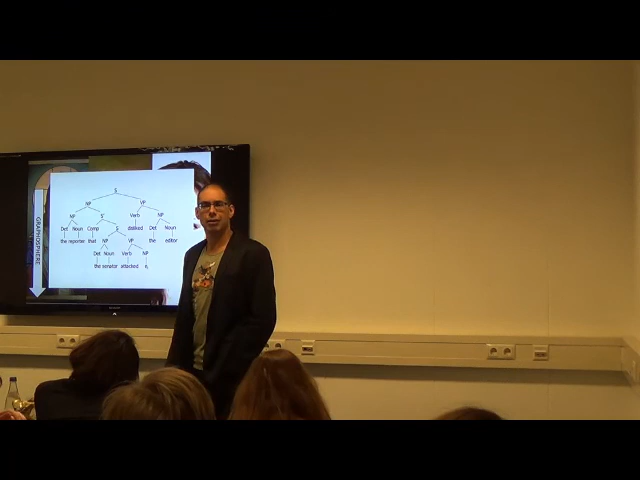 S
NP VP
NP S' Verb NP
Det Noun Comp S disliked Det Noun
the reporter that NP VP the editor
Det Noun Verb NP
the senator attacked
GRAPHOSPHERE